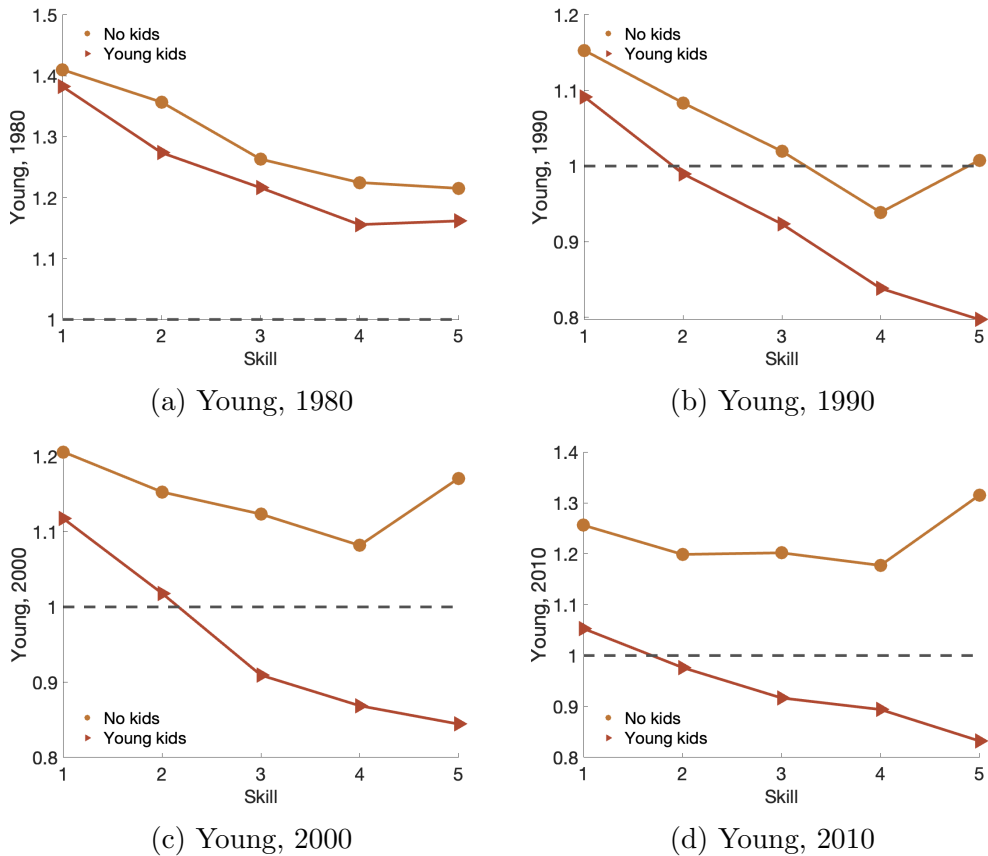 1.5
No kids
Young kids
1.4
1.3
1.2
1.1
1
Young, 1980
1 2 3 4 5
Skill
(a) Young, 1980
1.2
No kids
Young kids
1.1
1
0.9
0.8
Young, 1990
1 2 3 4 5
Skill
(b) Young, 1990
1.2
1.1
1
0.9
0.8
Young, 2000
No kids
Young kids
1 2 3 4 5
Skill
(c) Young, 2000
1.4
1.3
1.2
1.1
1
0.9
0.8
Young, 2010
No kids
Young kids
1 2 3 4 5
Skill
(d) Young, 2010